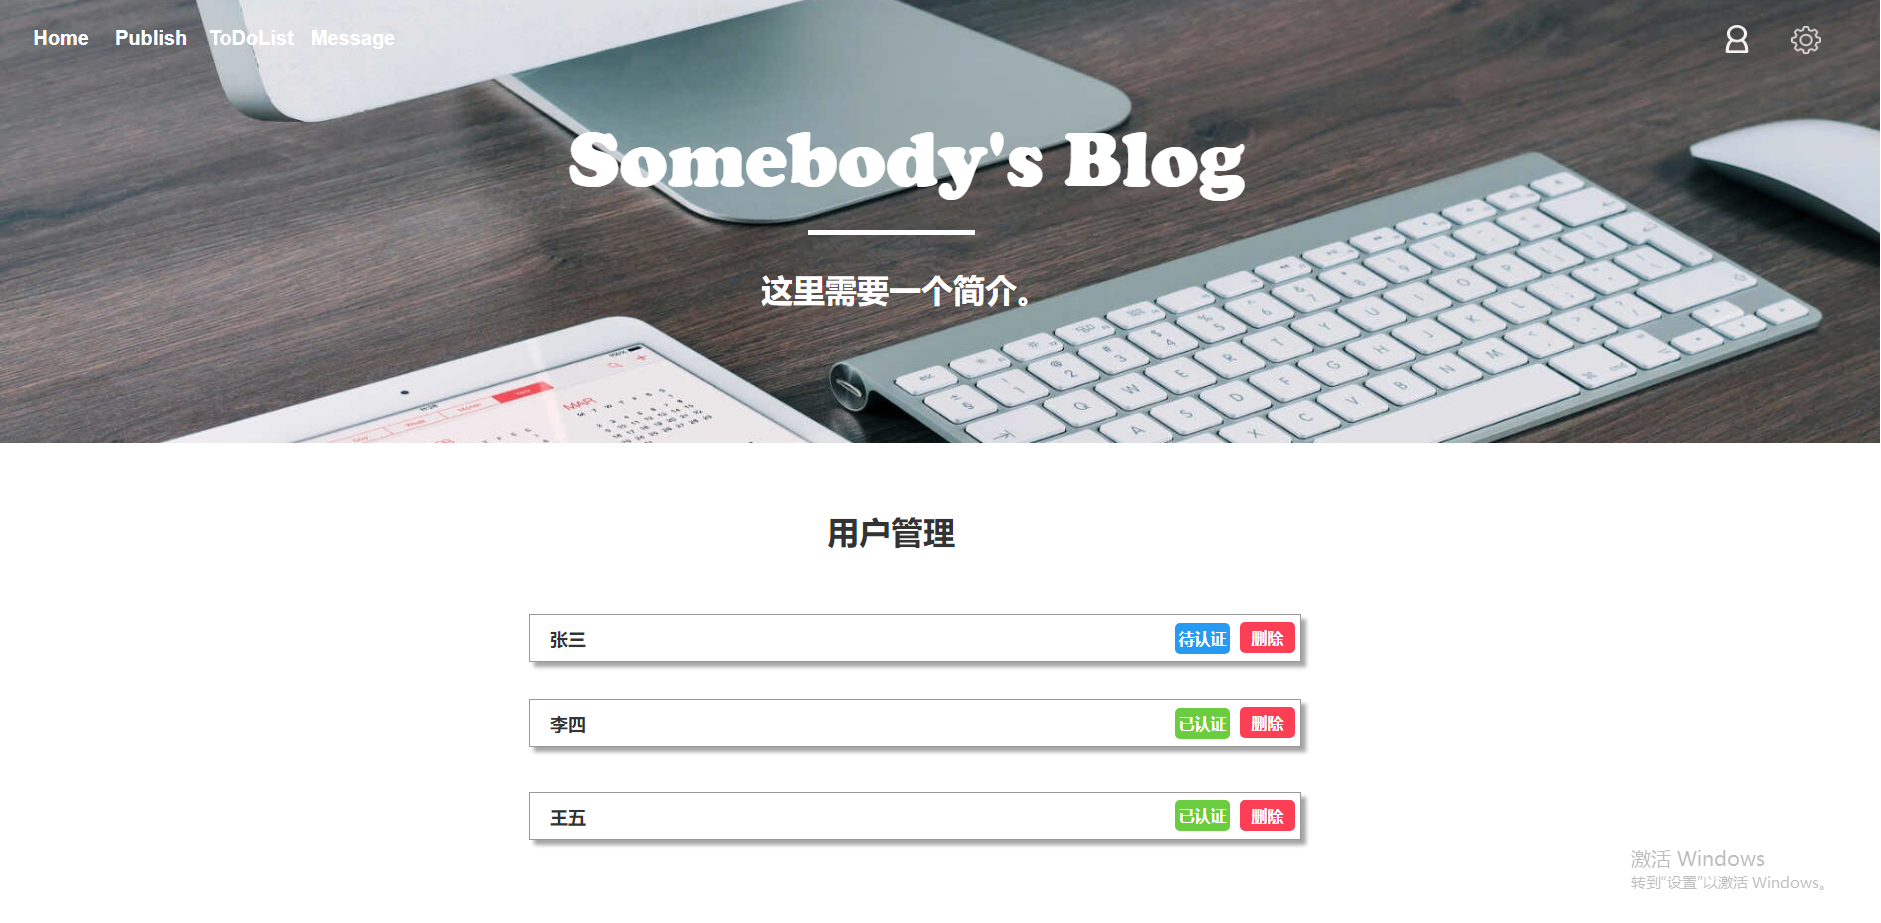 Home Publish ToDoList Message
Somebody's Blog
这里需要一个简介。
用户管理
张三 待认证 删除
李四 已认证 删除
王五 已认证 删除
激活 Windows
转到"设置"以激活 Windows。